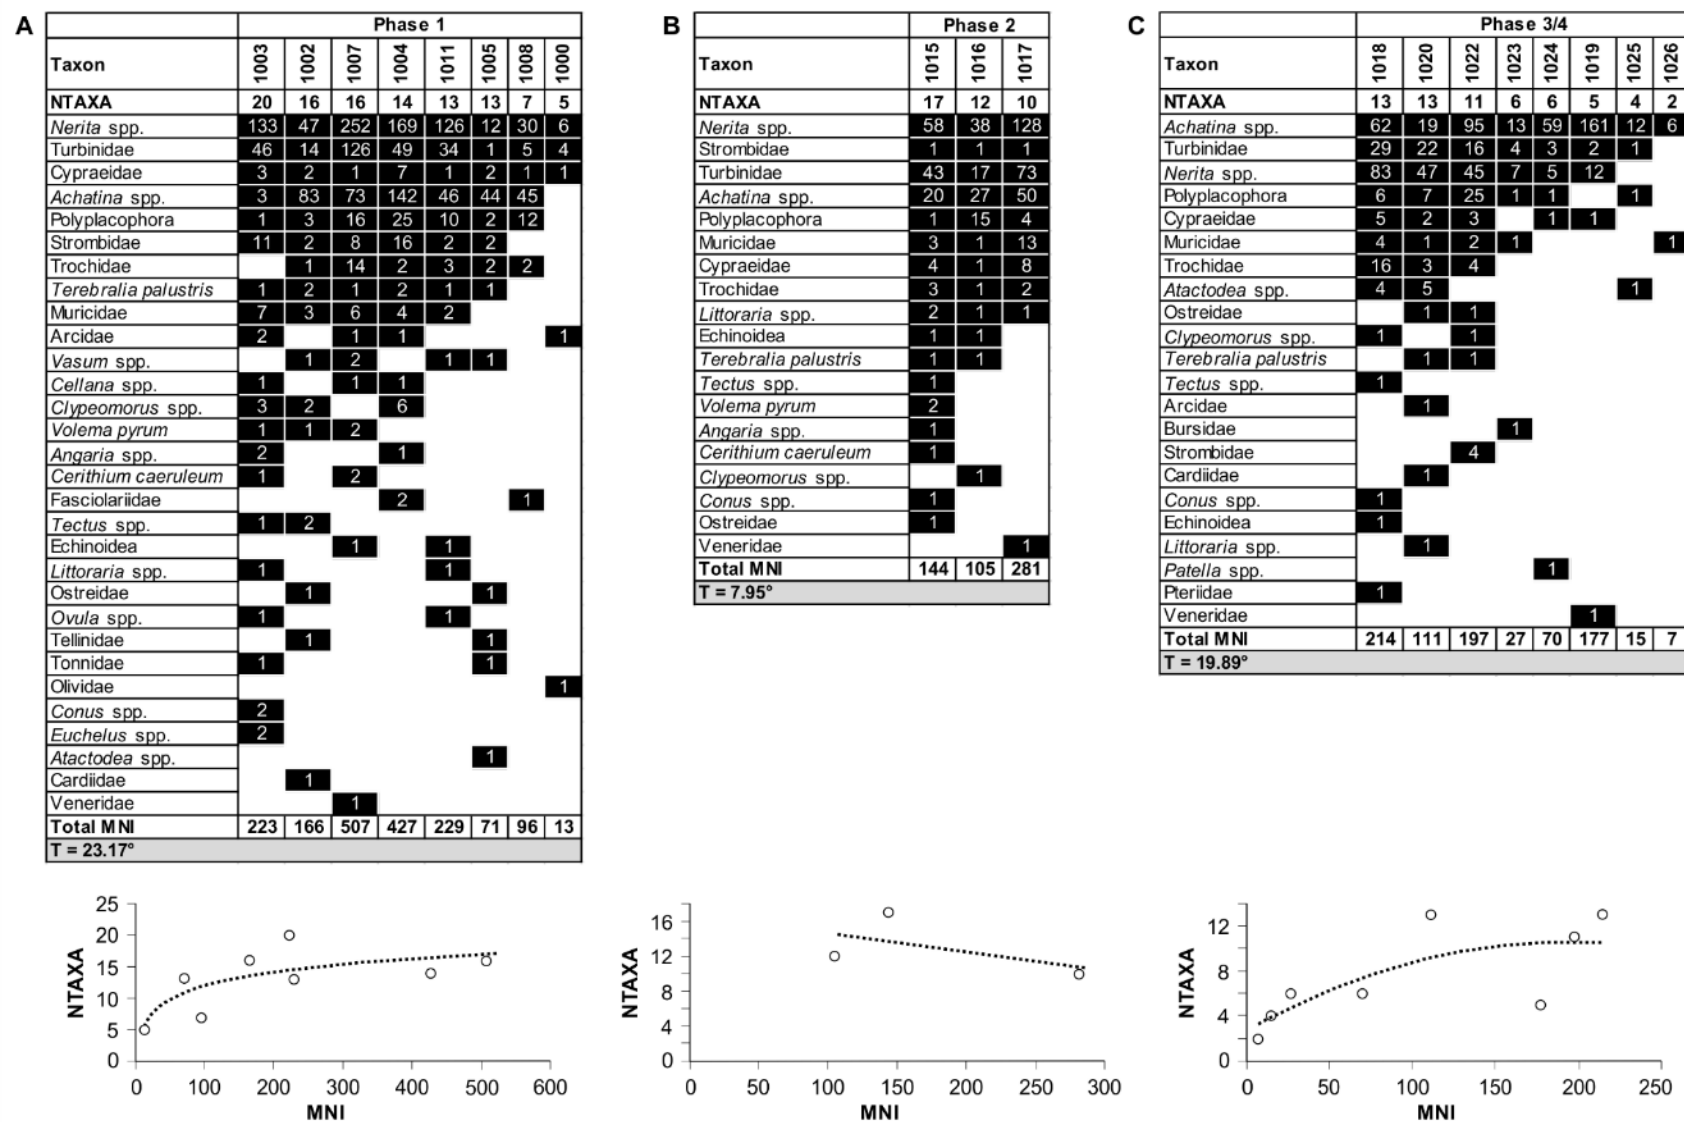 A
Phase 1
Taxon 1003 1002 1007 1004 1011 1005 1008 1000
NTAXA 20 16 16 14 13 13 7 5
Nerita spp. 133 47 252 169 126 12 30 6
Turbinidae 46 14 126 49 34 1 5 4
Cypraeidae 3 2 1 7 1 2 1 1
Achatina spp. 3 83 73 142 46 44 45
Polyplacophora 1 3 16 25 10 2 12
Strombidae 11 2 8 16 2 2
Trochidae 1 14 2 3 2 2
Terebralia palustris 1 2 1 2 1 1
Muricidae 7 3 6 4 2
Arcidae 2 1 1 1
Vasum spp. 1 2 1 1
Cellana spp. 1 1 1
Clypeomorus spp. 3 2 6
Volema pyrum 1 1 2
Angaria spp. 2 1
Cerithium caeruleum 1 2
Fasciolariidae 2 1
Tectus spp. 1 2
Echinoidea 1 1
Littoraria spp. 1 1
Ostreidae 1 1
Ovula spp. 1 1
Tellinidae 1 1
Tonnidae 1 1
Olividae 1
Conus spp. 2
Euchelus spp. 2
Atactodea spp. 1
Cardiidae 1
Veneridae 1
Total MNI 223 166 507 427 229 71 96 13
T = 23.17°
B
Phase 2
Taxon 1015 1016 1017
NTAXA 17 12 10
Nerita spp. 58 38 128
Strombidae 1 1 1
Turbinidae 43 17 73
Achatina spp. 20 27 50
Polyplacophora 1 15 4
Muricidae 3 1 13
Cypraeidae 4 1 8
Trochidae 3 1 2
Littoraria spp. 2 1 1
Echinoidea 1 1
Terebralia palustris 1 1
Tectus spp. 1
Volema pyrum 2
Angaria spp. 1
Cerithium caeruleum 1
Clypeomorus spp. 1
Conus spp. 1
Ostreidae 1
Veneridae 1
Total MNI 144 105 281
T = 7.95°
C
Phase 3/4
Taxon 1018 1020 1022 1023 1024 1019 1025 1026
NTAXA 13 13 11 6 6 5 4 2
Achatina spp. 62 19 95 13 59 161 12 6
Turbinidae 29 22 16 4 3 2 1
Nerita spp. 83 47 45 7 5 12
Polyplacophora 6 7 25 1 1 1
Cypraeidae 5 2 3 1 1
Muricidae 4 1 2 1 1
Trochidae 16 3 4
Atactodea spp. 4 5 1
Ostreidae 1 1
Clypeomorus spp. 1 1
Terebralia palustris 1 1
Tectus spp. 1
Arcidae 1
Bursidae 1
Strombidae 4
Cardiidae 1
Conus spp. 1
Echinoidea 1
Littoraria spp. 1
Patella spp. 1
Pteriidae 1
Veneridae 1
Total MNI 214 111 197 27 70 177 15 7
T = 19.89°
25
20
15
10
5
0
NTAXA
0 100 200 300 400 500 600
MNI
16
12
8
4
0
NTAXA
0 50 100 150 200 250 300
MNI
12
8
4
0
NTAXA
0 50 100 150 200 250
MNI